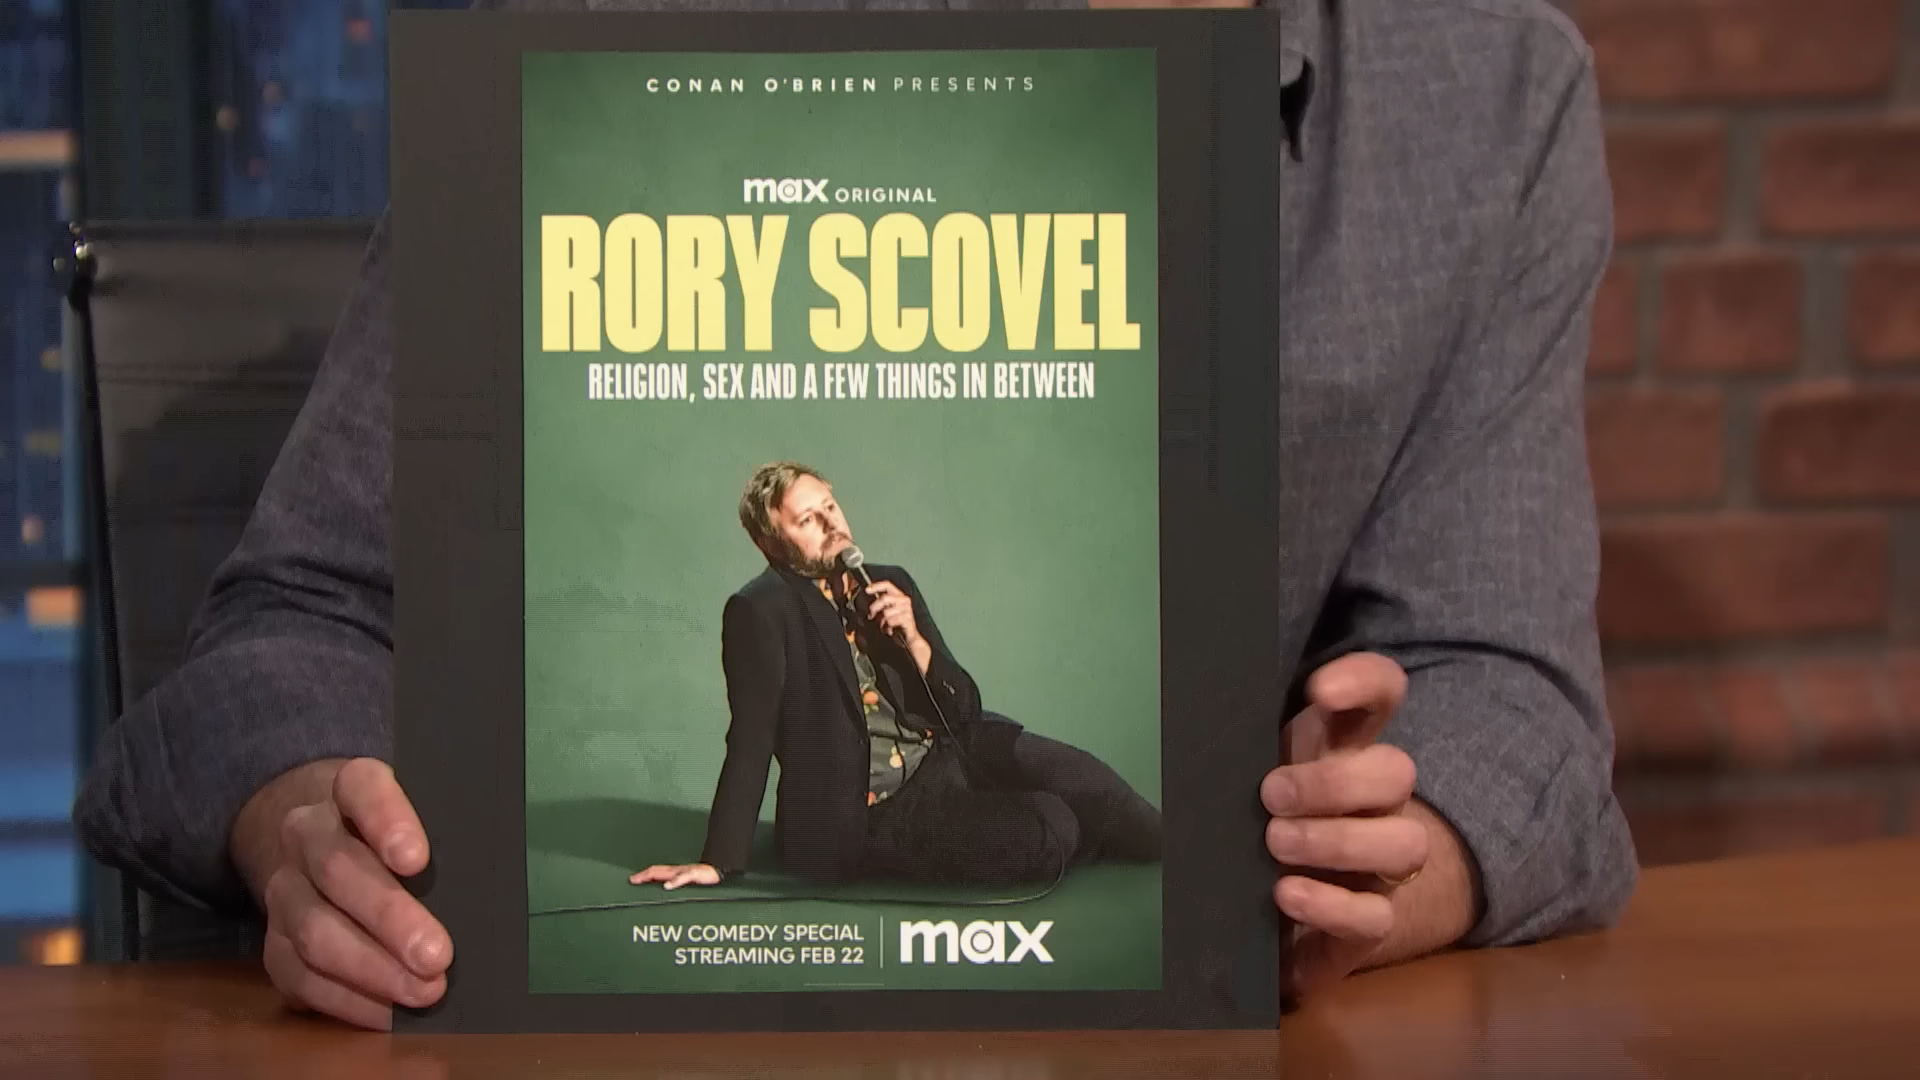 CONAN O'BRIEN PRESENTS
max ORIGINAL
RORY SCOVEL
RELIGION, SEX AND A FEW THINGS IN BETWEEN
NEW COMEDY SPECIAL
STREAMING FEB 22
max